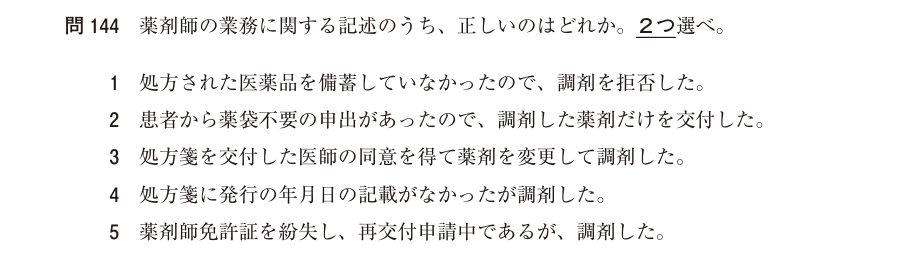 問 144 薬剤師の業務に関する記述のうち、正しいのはどれか。2つ選べ。
1 処方された医薬品を備蓄していなかったので、調剤を拒否した。
2 患者から薬袋不要の申出があったので、調剤した薬剤だけを交付した。
3 処方箋を交付した医師の同意を得て薬剤を変更して調剤した。
4 処方箋に発行の年月日の記載がなかったが調剤した。
5 薬剤師免許証を紛失し、再交付申請中であるが、調剤した。